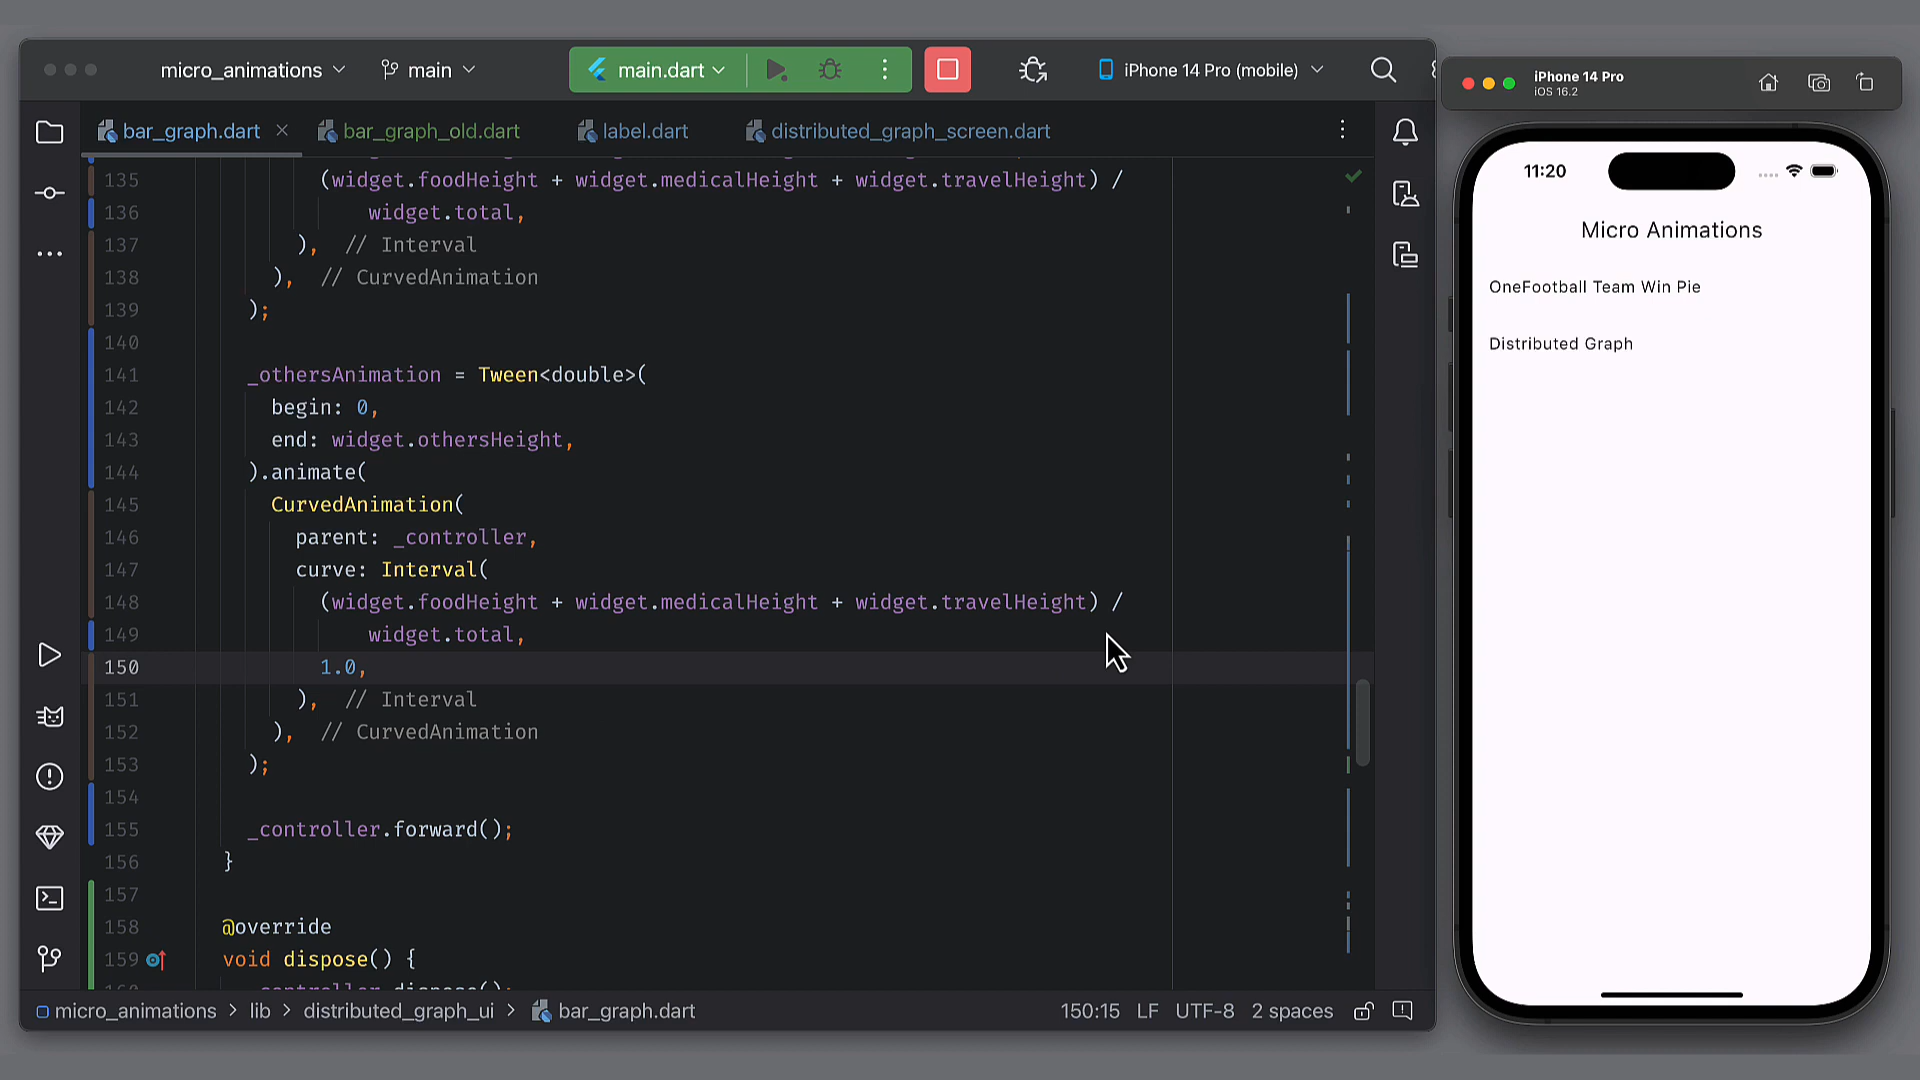 micro_animations
main
main.dart
iPhone 14 Pro (mobile)
bar_graph.dart
bar_graph_old.dart
label.dart
distributed_graph_screen.dart
135 (widget.foodHeight + widget.medicalHeight + widget.travelHeight) /
136 widget.total,
137 ), // Interval
138 ), // CurvedAnimation
139 );
140
141 _othersAnimation = Tween<double>(
142 begin: 0,
143 end: widget.othersHeight,
144 ).animate(
145 CurvedAnimation(
146 parent: _controller,
147 curve: Interval(
148 (widget.foodHeight + widget.medicalHeight + widget.travelHeight) /
149 widget.total,
150 1.0,
151 ), // Interval
152 ), // CurvedAnimation
153 );
154
155 _controller.forward();
156 }
157
158 @override
159 void dispose() {
micro_animations > lib > distributed_graph_ui > bar_graph.dart
150:15 LF UTF-8 2 spaces
iPhone 14 Pro
iOS 16.2
11:20
Micro Animations
OneFootball Team Win Pie
Distributed Graph